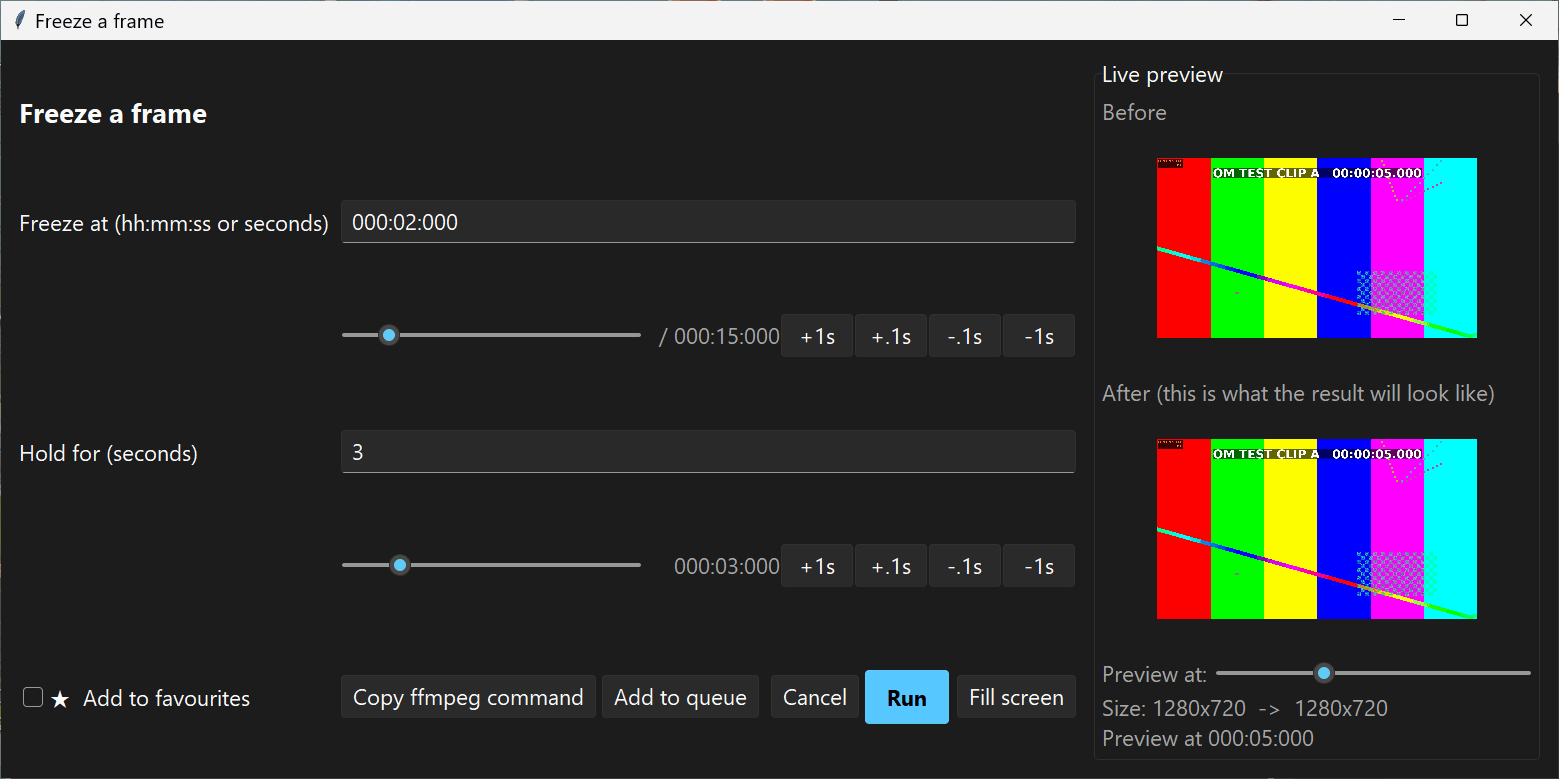 Freeze a frame
Freeze a frame
Freeze at (hh:mm:ss or seconds) 000:02:000
/ 000:15:000 +1s +.1s -.1s -1s
Hold for (seconds) 3
000:03:000 +1s +.1s -.1s -1s
★ Add to favourites Copy ffmpeg command Add to queue Cancel Run Fill screen
Live preview
Before
OM TEST CLIP A 00:00:05.000
After (this is what the result will look like)
OM TEST CLIP A 00:00:05.000
Preview at:
Size: 1280x720 -> 1280x720
Preview at 000:05:000